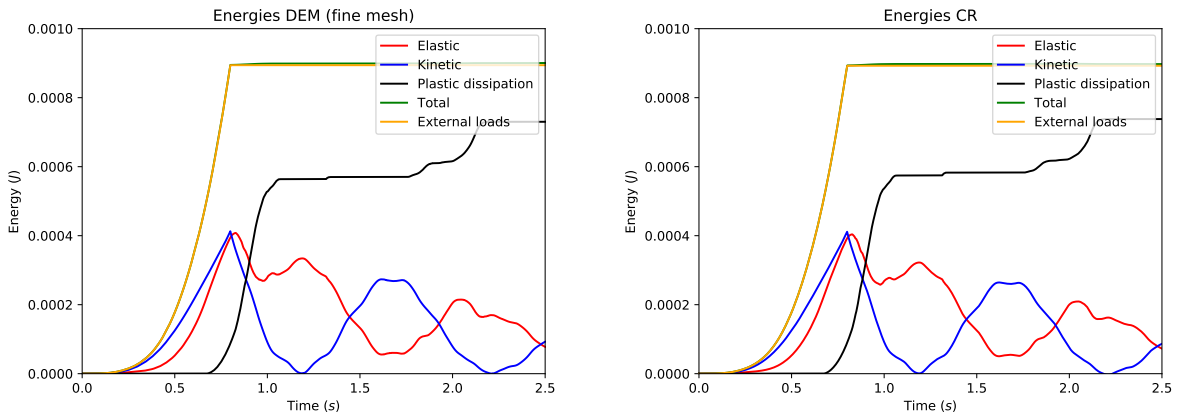 Energies DEM (fine mesh)
0.0010
0.0008
0.0006
0.0004
0.0002
0.0000
Energy (J)
0.0
0.5
1.0
1.5
2.0
2.5
Time (s)
Elastic
Kinetic
Plastic dissipation
Total
External loads
Energies CR
0.0010
0.0008
0.0006
0.0004
0.0002
0.0000
Energy (J)
0.0
0.5
1.0
1.5
2.0
2.5
Time (s)
Elastic
Kinetic
Plastic dissipation
Total
External loads